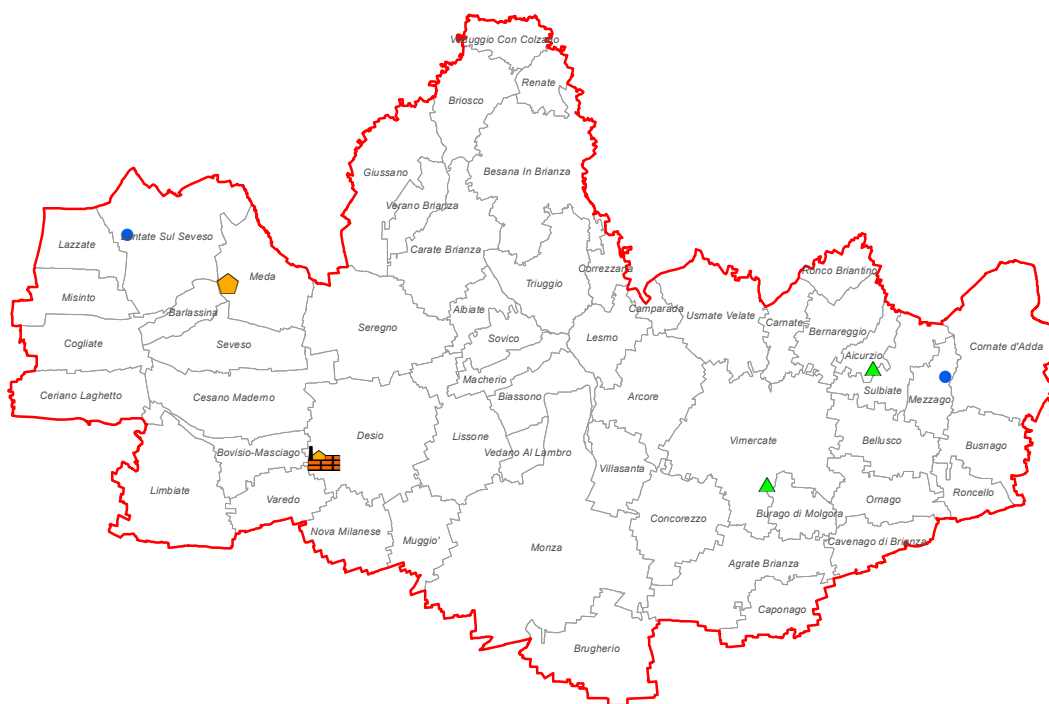 Veduggio Con Colzano
Renate
Briosco
Giussano
Besana In Brianza
Verano Brianza
Lazzate
Lentate Sul Seveso
Carate Brianza
Meda
Correzzana
Ronco Briantino
Triuggio
Misinto
Barlassina
Albiate
Camparada
Usmate Velate
Carnate
Bernareggio
Seregno
Sovico
Lesmo
Cogliate
Seveso
Cornate d'Adda
Aicurzio
Macherio
Sulbiate
Ceriano Laghetto
Cesano Maderno
Biassono
Arcore
Mezzago
Desio
Lissone
Vimercate
Bellusco
Busnago
Bovisio-Masciago
Vedano Al Lambro
Villasanta
Limbiate
Varedo
Ornago
Roncello
Concorezzo
Burago di Molgora
Nova Milanese
Muggio'
Monza
Cavenago di Brianza
Agrate Brianza
Caponago
Brugherio